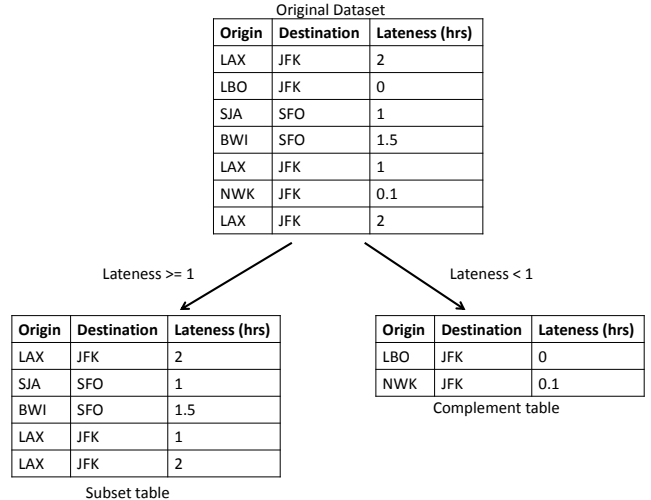 Original Dataset
Origin Destination Lateness (hrs)
LAX JFK 2
LBO JFK 0
SJA SFO 1
BWI SFO 1.5
LAX JFK 1
NWK JFK 0.1
LAX JFK 2
Lateness >= 1
Lateness < 1
Origin Destination Lateness (hrs)
LAX JFK 2
SJA SFO 1
BWI SFO 1.5
LAX JFK 1
LAX JFK 2
Subset table
Origin Destination Lateness (hrs)
LBO JFK 0
NWK JFK 0.1
Complement table